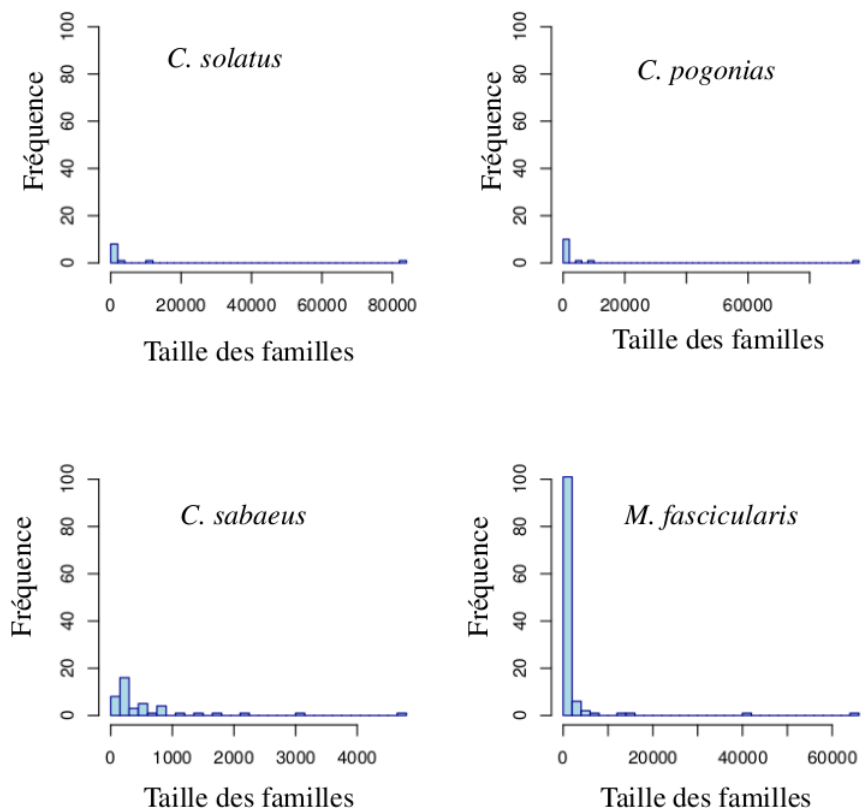 C. solatus
Fréquence
0 20 40 60 80 100
0 20000 40000 60000 80000
Taille des familles
C. pogonias
Fréquence
0 20 40 60 80 100
0 20000 60000
Taille des familles
C. sabaeus
Fréquence
0 20 40 60 80 100
0 1000 2000 3000 4000
Taille des familles
M. fascicularis
Fréquence
0 20 40 60 80 100
0 20000 40000 60000
Taille des familles